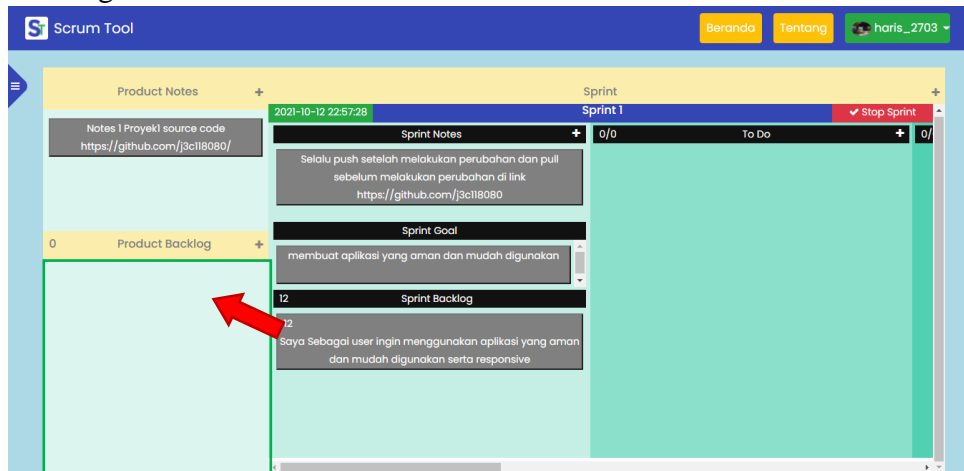 ST Scrum Tool
Beranda
Tentang
haris_2703
Product Notes +
Sprint +
2021-10-12 22:57:28
Sprint 1
Stop Sprint +
Notes 1 Proyek1 source code
https://github.com/j3c118080/
Sprint Notes +
Selalu push setelah melakukan perubahan dan pull
sebelum melakukan perubahan di link
https://github.com/j3c118080
0/0 To Do +
0/
0 Product Backlog +
Sprint Goal
membuat aplikasi yang aman dan mudah digunakan
12 Sprint Backlog
12
Saya Sebagai user ingin menggunakan aplikasi yang aman
dan mudah digunakan serta responsive